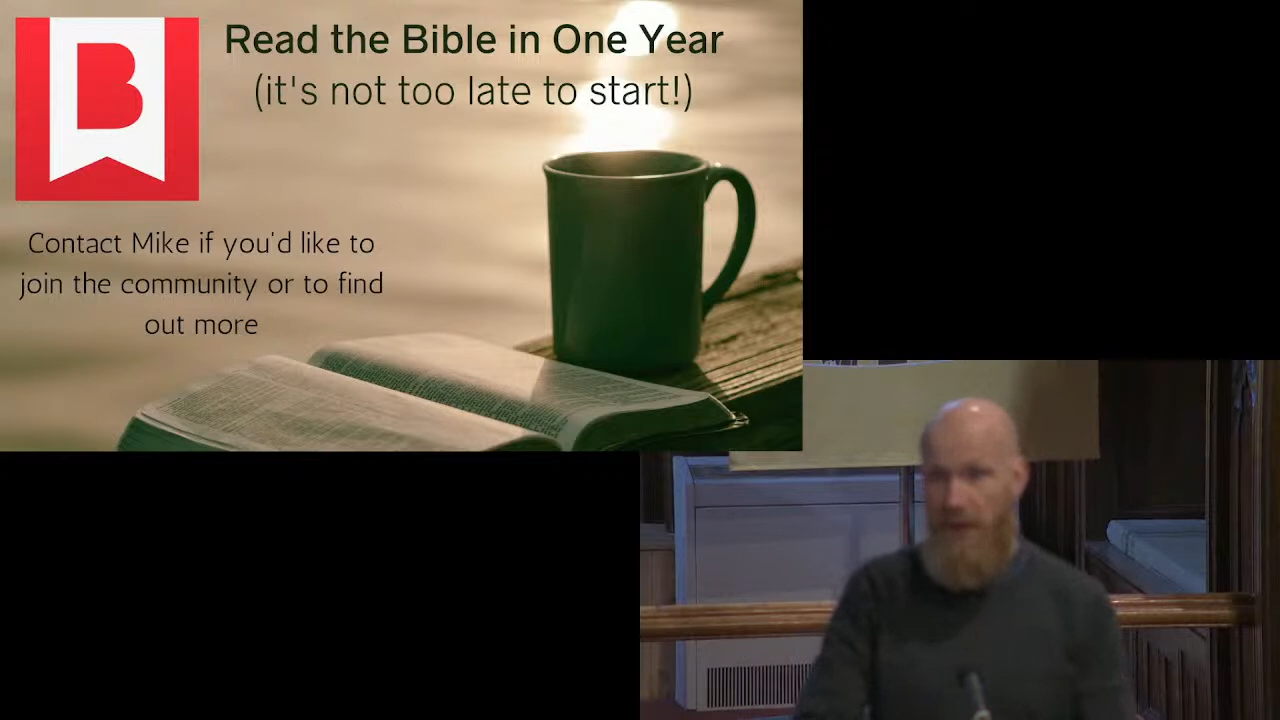 B
Read the Bible in One Year
(it's not too late to start!)
Contact Mike if you'd like to
join the community or to find
out more